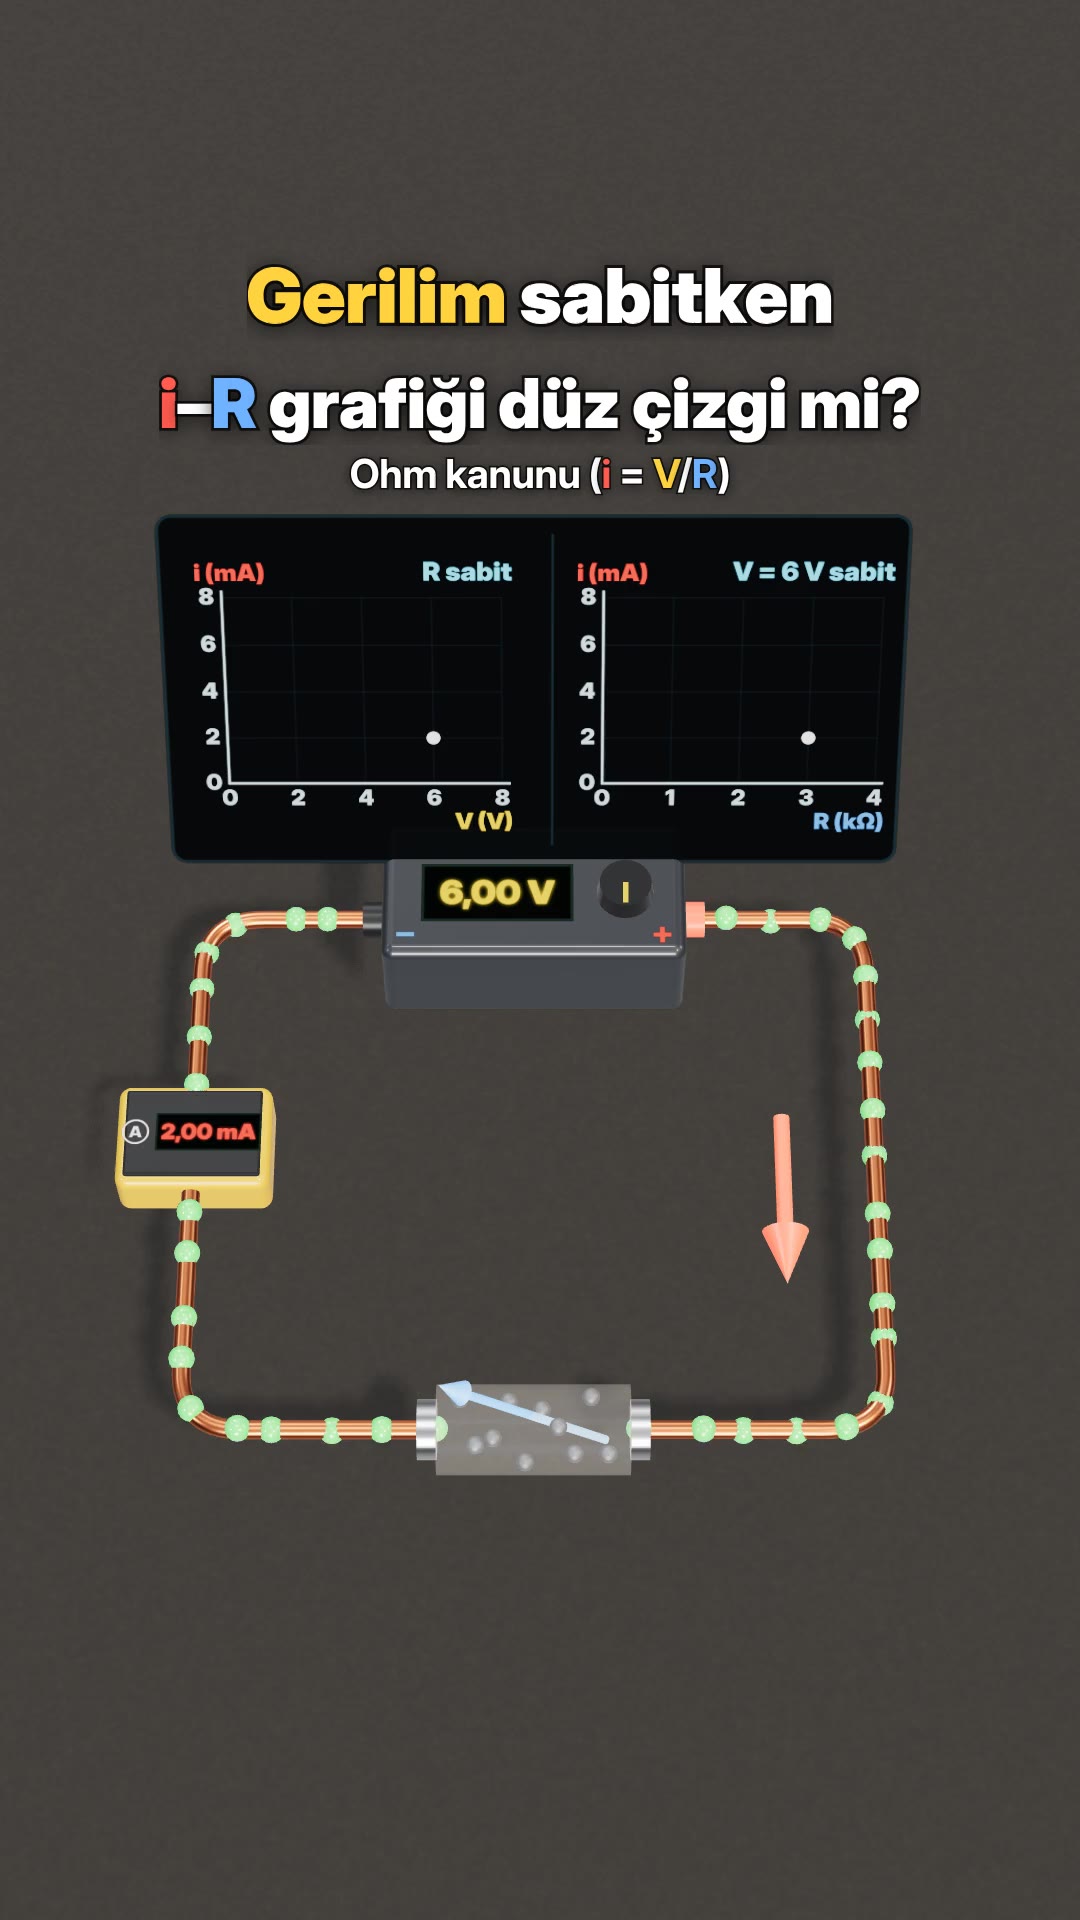 Gerilim sabitken
i–R grafiği düz çizgi mi?
Ohm kanunu (i = V/R)
i (mA) R sabit
8
6
4
2
0
0 2 4 6 8
V (V)
i (mA) V = 6 V sabit
8
6
4
2
0
0 1 2 3 4
R (kΩ)
6,00 V
− +
A 2,00 mA